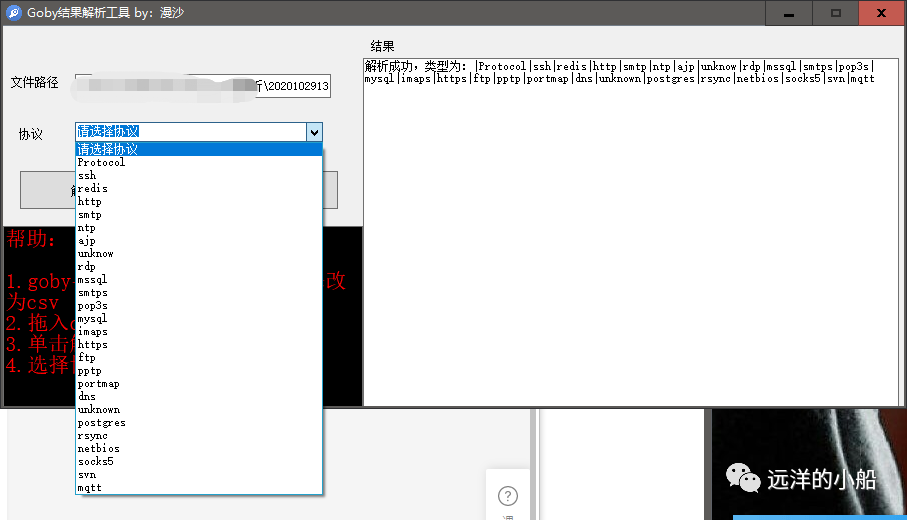 Goby结果解析工具 by: 漫沙
文件路径
析\2020102913
协议
请选择协议
请选择协议
Protocol
ssh
redis
http
smtp
ntp
ajp
unknow
rdp
mssql
smtps
pop3s
mysql
imaps
https
ftp
pptp
portmap
dns
unknown
postgres
rsync
netbios
socks5
svn
mqtt
帮助:
1.goby
改
为csv
2.拖入
3.单击
4.选择
结果
解析成功，类型为: |Protocol|ssh|redis|http|smtp|ntp|ajp|unknow|rdp|mssql|smtps|pop3s|
mysql|imaps|https|ftp|pptp|portmap|dns|unknown|postgres|rsync|netbios|socks5|svn|mqtt
远洋的小船